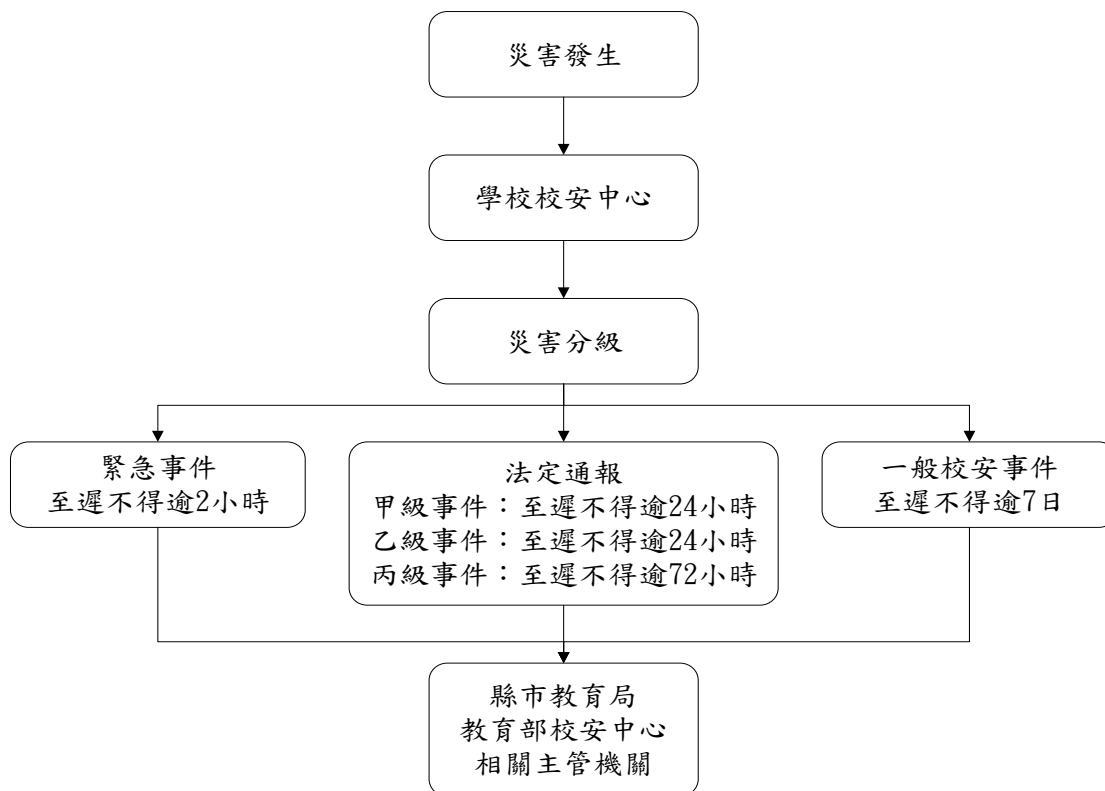 災害發生
學校校安中心
災害分級
緊急事件
至遲不得逾2小時
法定通報
甲級事件：至遲不得逾24小時
乙級事件：至遲不得逾24小時
丙級事件：至遲不得逾72小時
一般校安事件
至遲不得逾7日
縣市教育局
教育部校安中心
相關主管機關